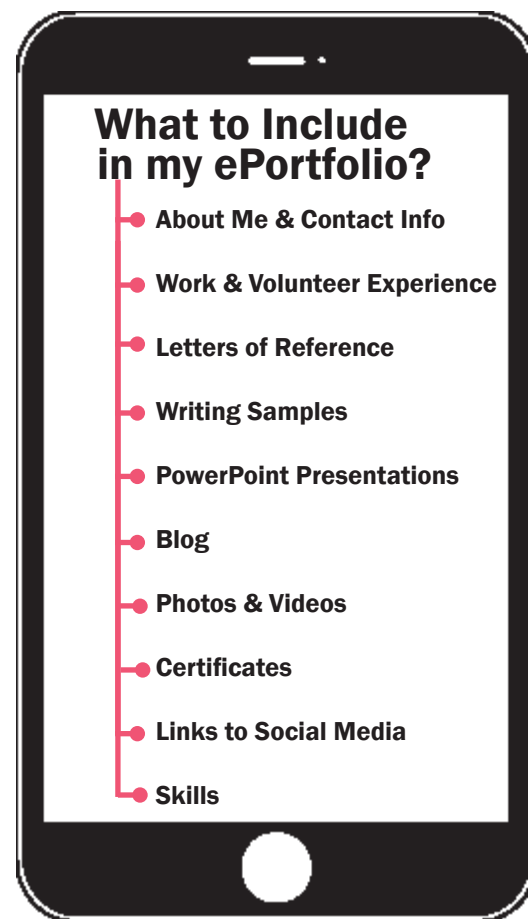 What to Include
in my ePortfolio?
About Me & Contact Info
Work & Volunteer Experience
Letters of Reference
Writing Samples
PowerPoint Presentations
Blog
Photos & Videos
Certificates
Links to Social Media
Skills